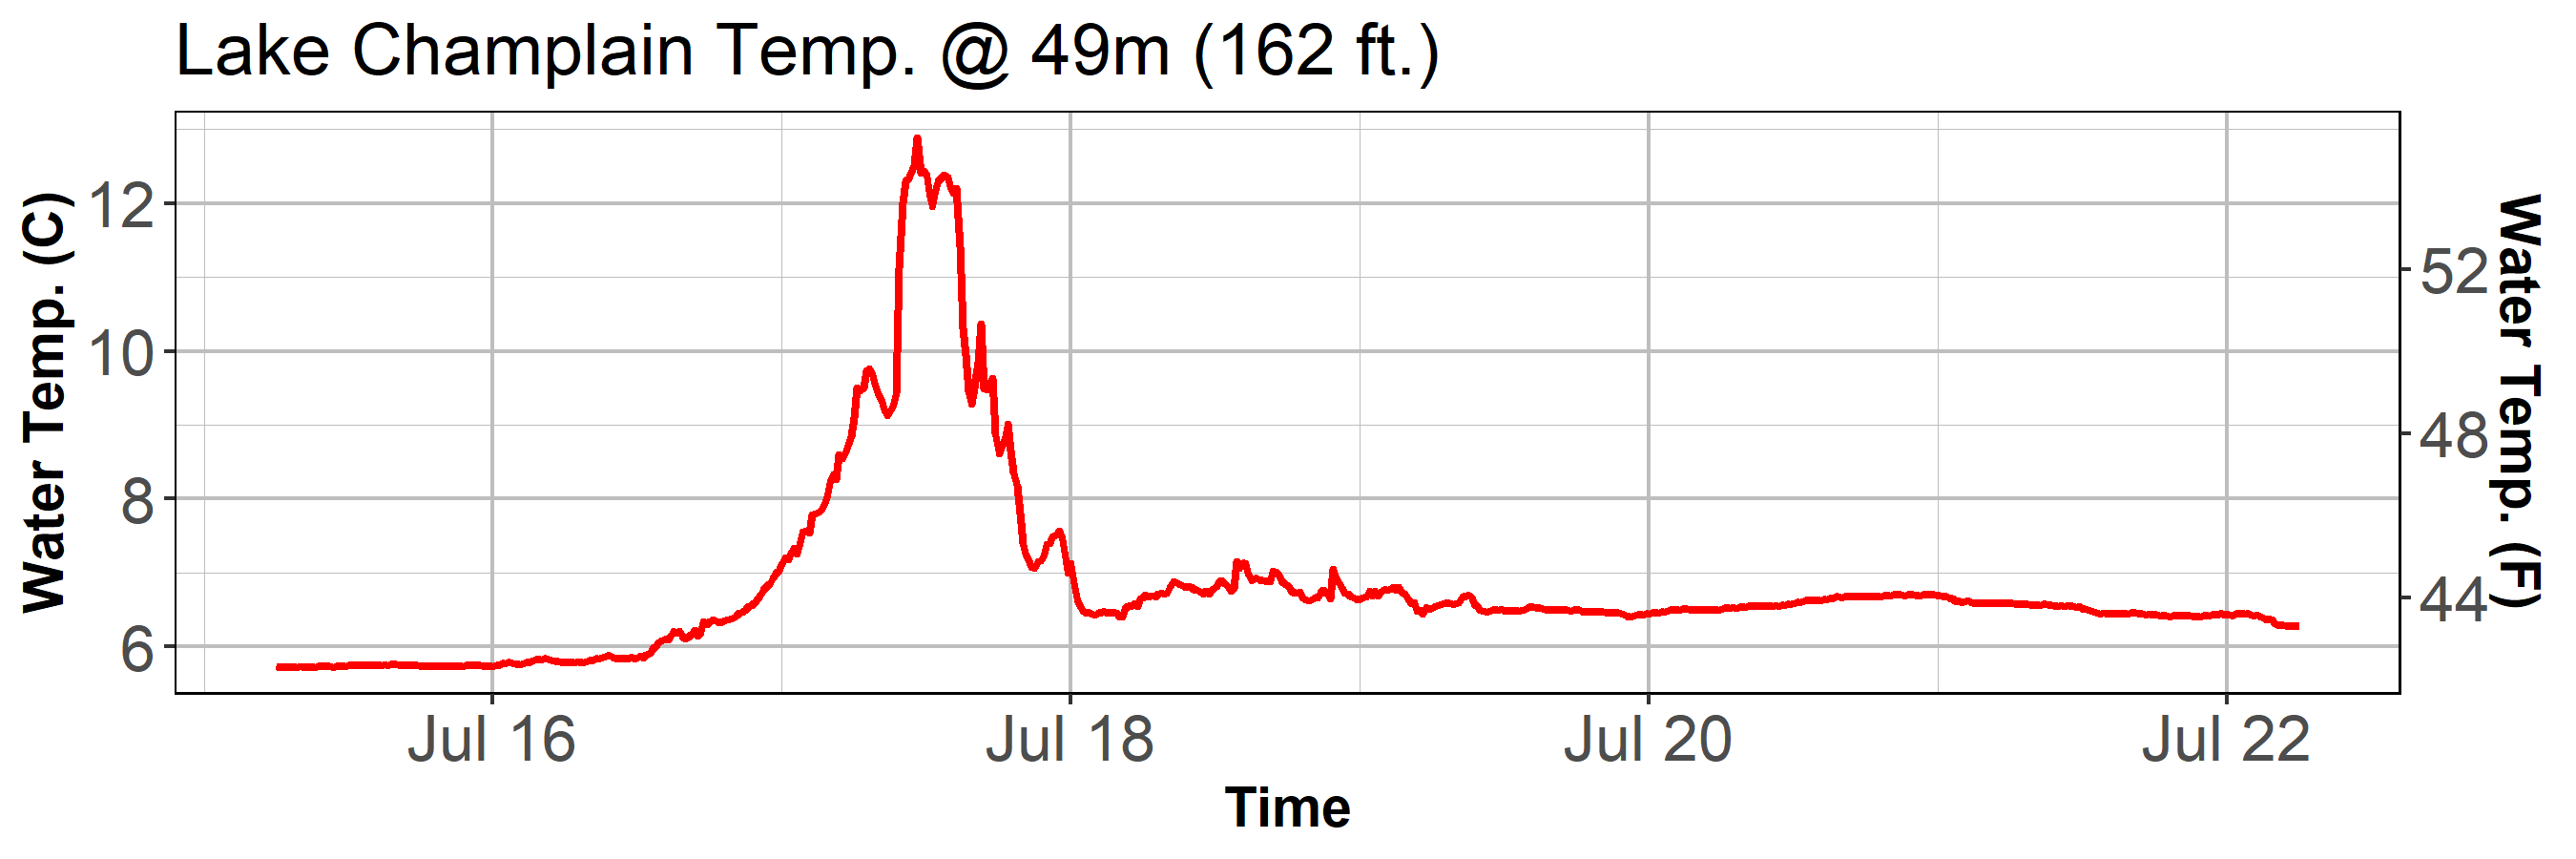 Lake Champlain Temp. @ 49m (162 ft.)
Water Temp. (C)
12
10
8
6
52
48
44
Water Temp. (F)
Jul 16 Jul 18 Jul 20 Jul 22
Time